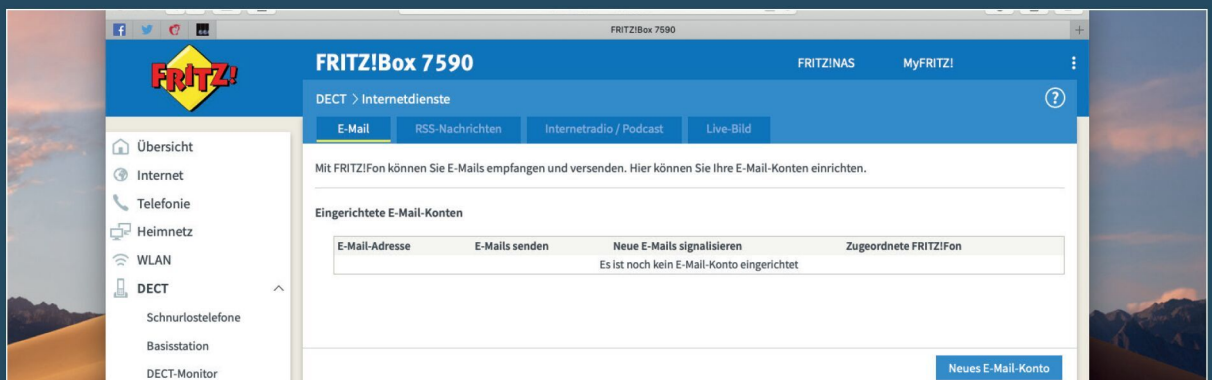 FRITZ!Box 7590
FRITZ!
FRITZ!Box 7590
FRITZ!NAS
MyFRITZ!
DECT > Internetdienste
?
E-Mail
RSS-Nachrichten
Internetradio / Podcast
Live-Bild
Übersicht
Internet
Telefonie
Heimnetz
WLAN
DECT
Schnurlostelefone
Basisstation
DECT-Monitor
Mit FRITZ!Fon können Sie E-Mails empfangen und versenden. Hier können Sie Ihre E-Mail-Konten einrichten.
Eingerichtete E-Mail-Konten
E-Mail-Adresse E-Mails senden Neue E-Mails signalisieren Zugeordnete FRITZ!Fon
Es ist noch kein E-Mail-Konto eingerichtet
Neues E-Mail-Konto